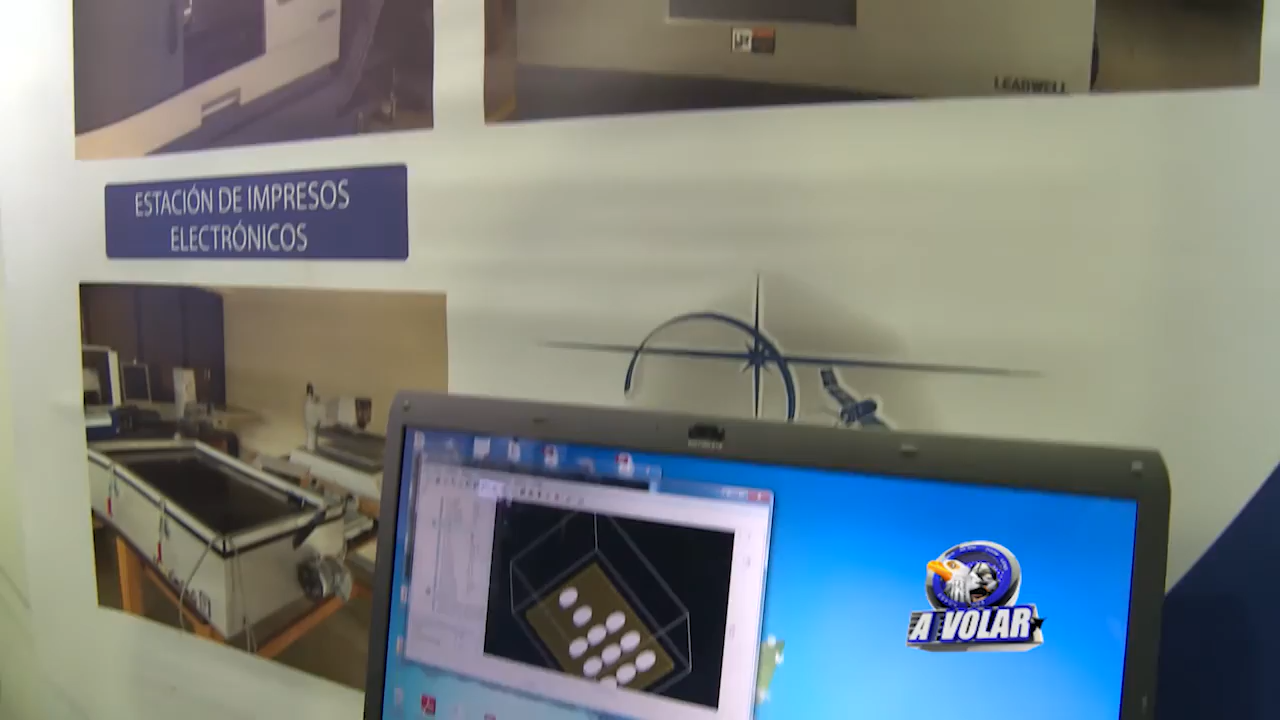 LEADWELL
ESTACIÓN DE IMPRESOS
ELECTRÓNICOS
A VOLAR